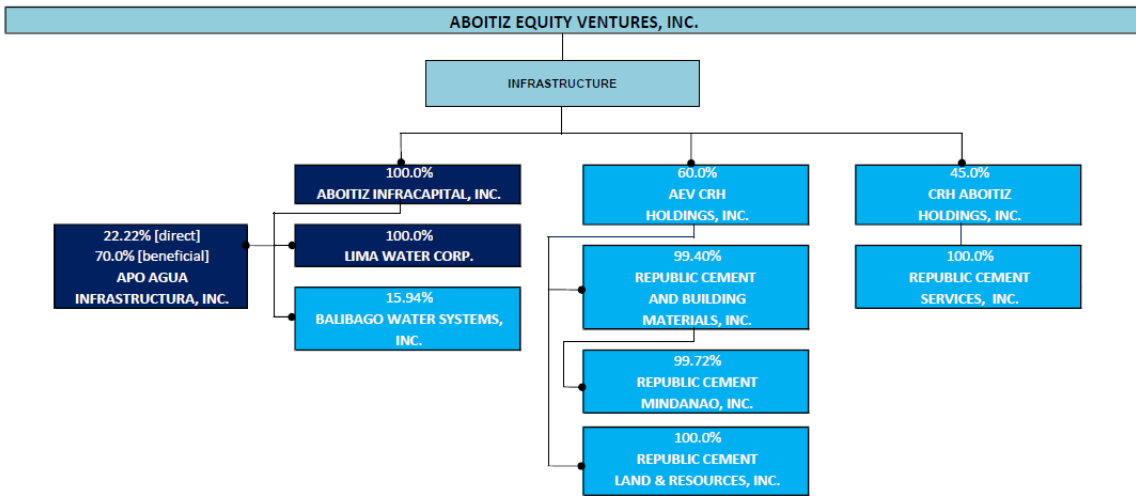 ABOITIZ EQUITY VENTURES, INC.
INFRASTRUCTURE
100.0%
ABOITIZ INFRACAPITAL, INC.
22.22% [direct]
70.0% [beneficial]
APO AGUA
INFRASTRUCTURA, INC.
100.0%
LIMA WATER CORP.
15.94%
BALIBAGO WATER SYSTEMS,
INC.
60.0%
AEV CRH
HOLDINGS, INC.
99.40%
REPUBLIC CEMENT
AND BUILDING
MATERIALS, INC.
99.72%
REPUBLIC CEMENT
MINDANAO, INC.
100.0%
REPUBLIC CEMENT
LAND & RESOURCES, INC.
45.0%
CRH ABOITIZ
HOLDINGS, INC.
100.0%
REPUBLIC CEMENT
SERVICES, INC.